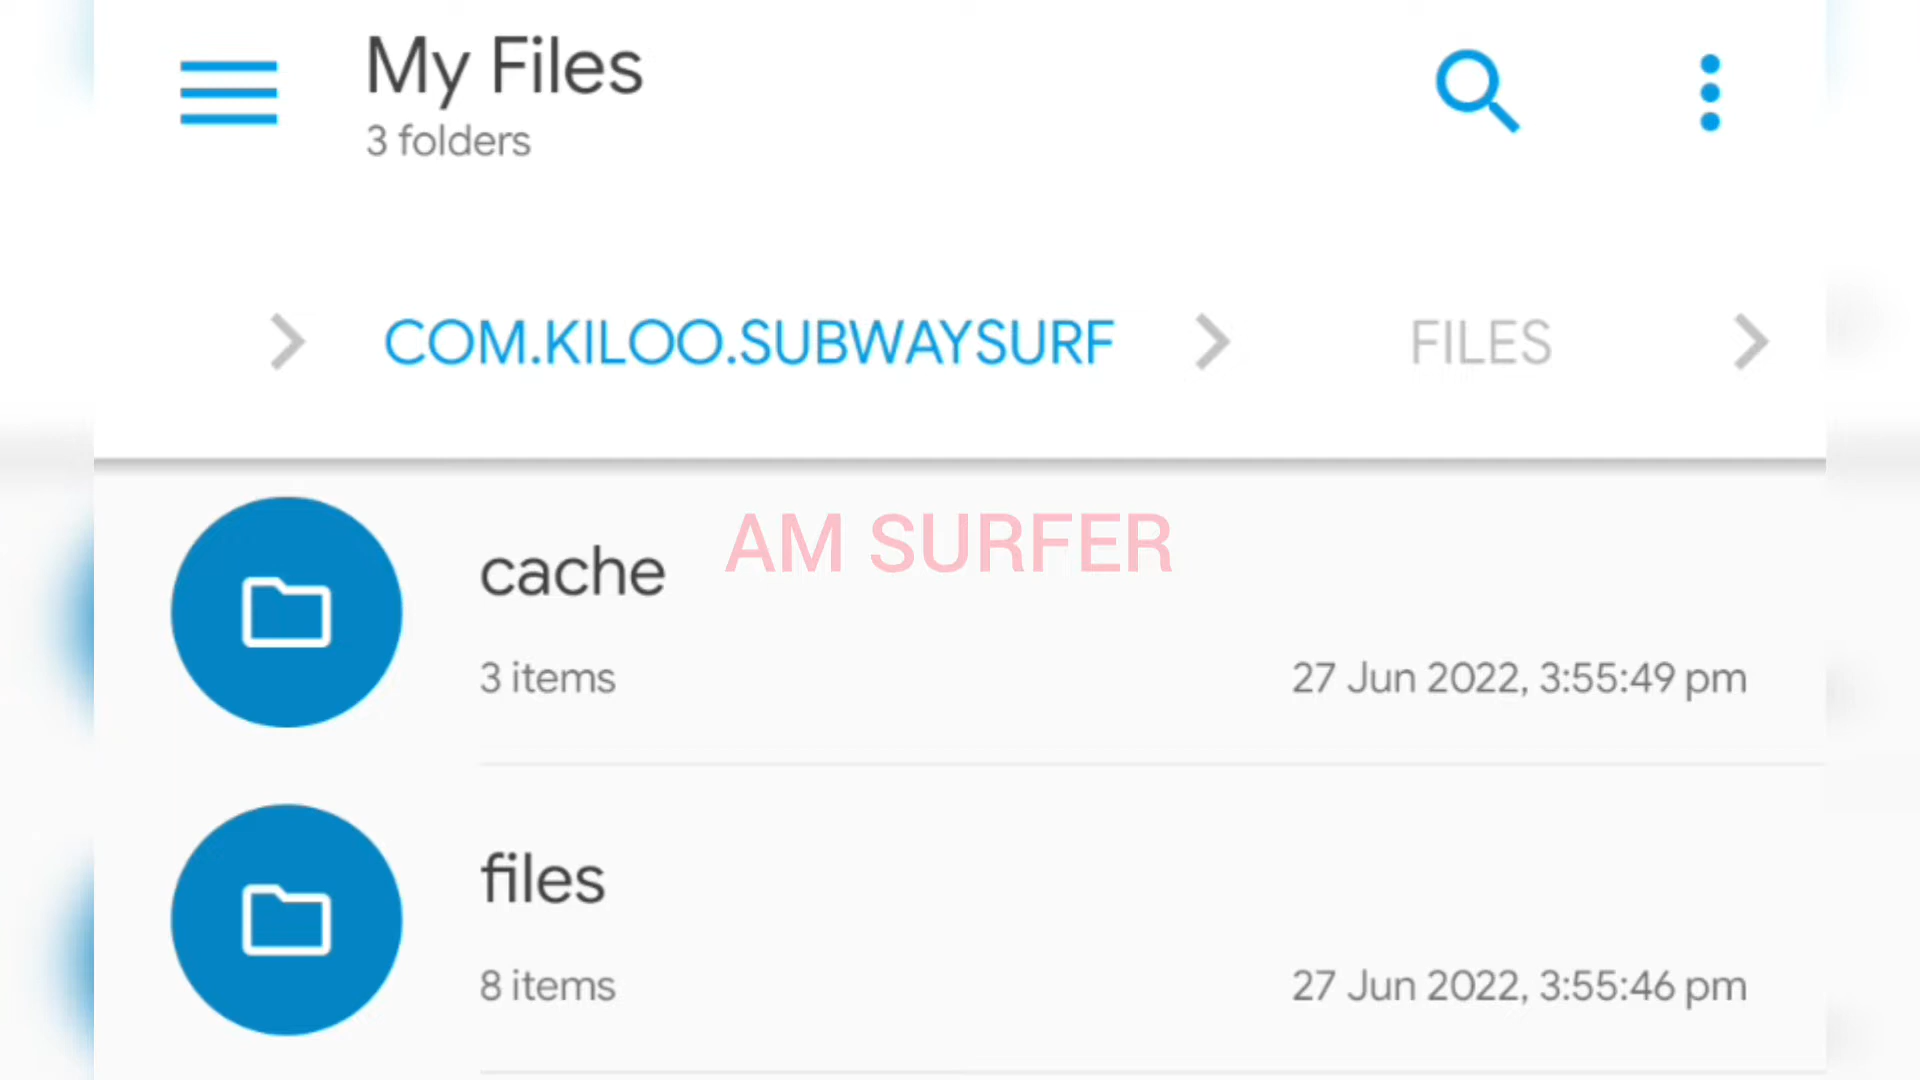 My Files
3 folders
COM.KILOO.SUBWAYSURF
FILES
AM SURFER
cache
3 items
27 Jun 2022, 3:55:49 pm
files
8 items
27 Jun 2022, 3:55:46 pm